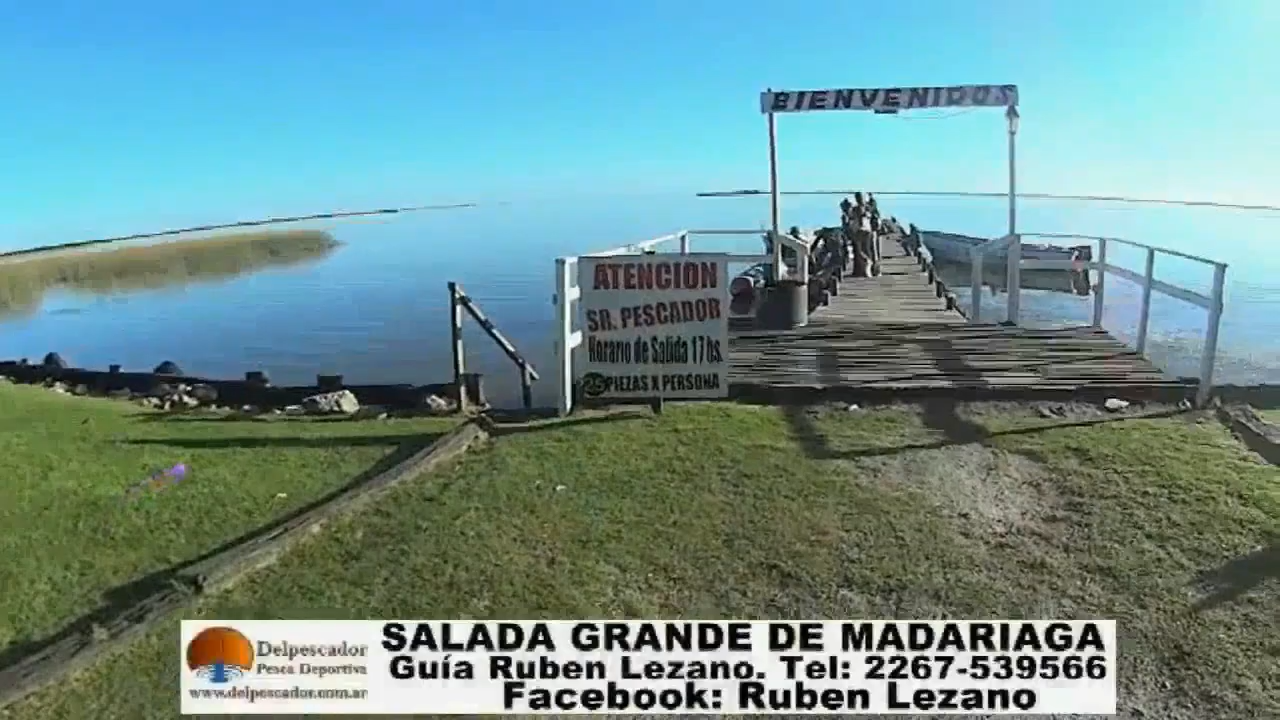 BIENVENIDOS
ATENCION
SR. PESCADOR
Horario de Salida 17 hs.
25 PIEZAS X PERSONA
Delpescador
Pesca Deportiva
www.delpescador.com.ar
SALADA GRANDE DE MADARIAGA
Guía Ruben Lezano. Tel: 2267-539566
Facebook: Ruben Lezano